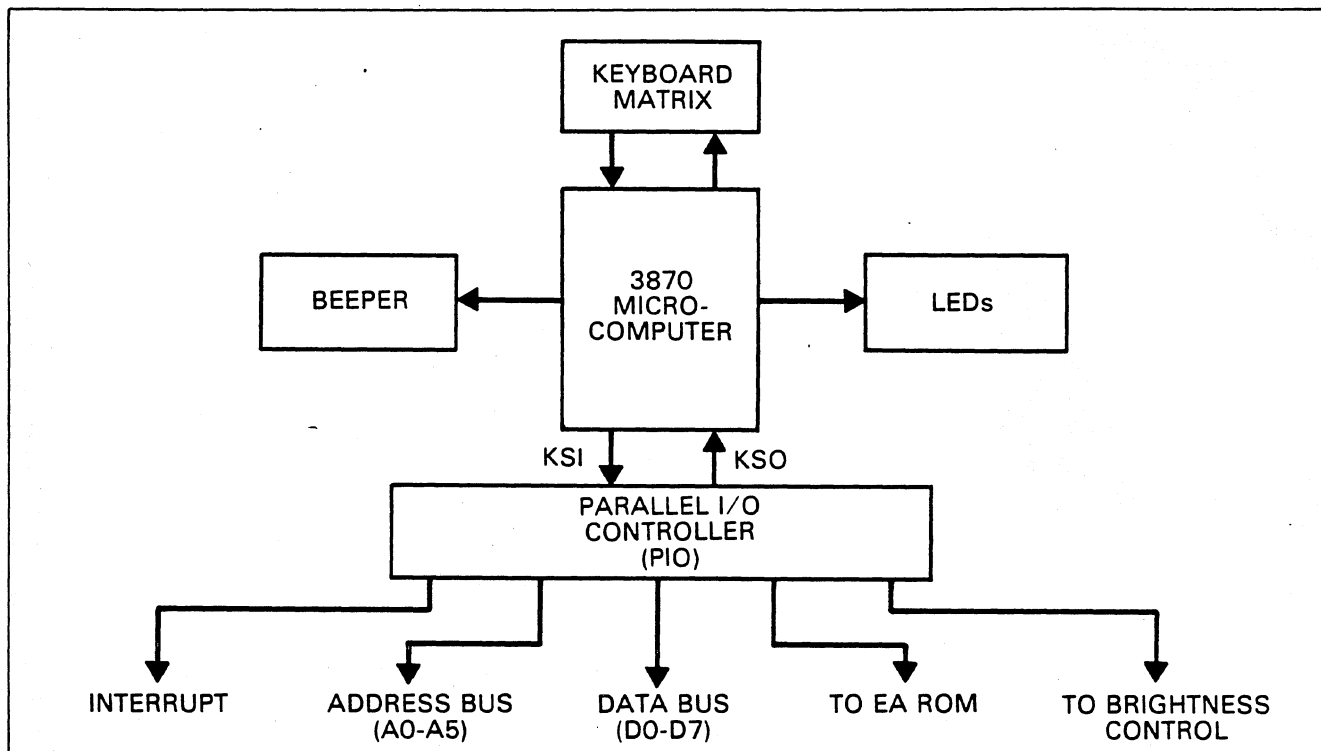 KEYBOARD
MATRIX
BEEPER
3870
MICRO-
COMPUTER
LEDs
KSI
KSO
PARALLEL I/O
CONTROLLER
(PIO)
INTERRUPT
ADDRESS BUS
(A0-A5)
DATA BUS
(D0-D7)
TO EA ROM
TO BRIGHTNESS
CONTROL